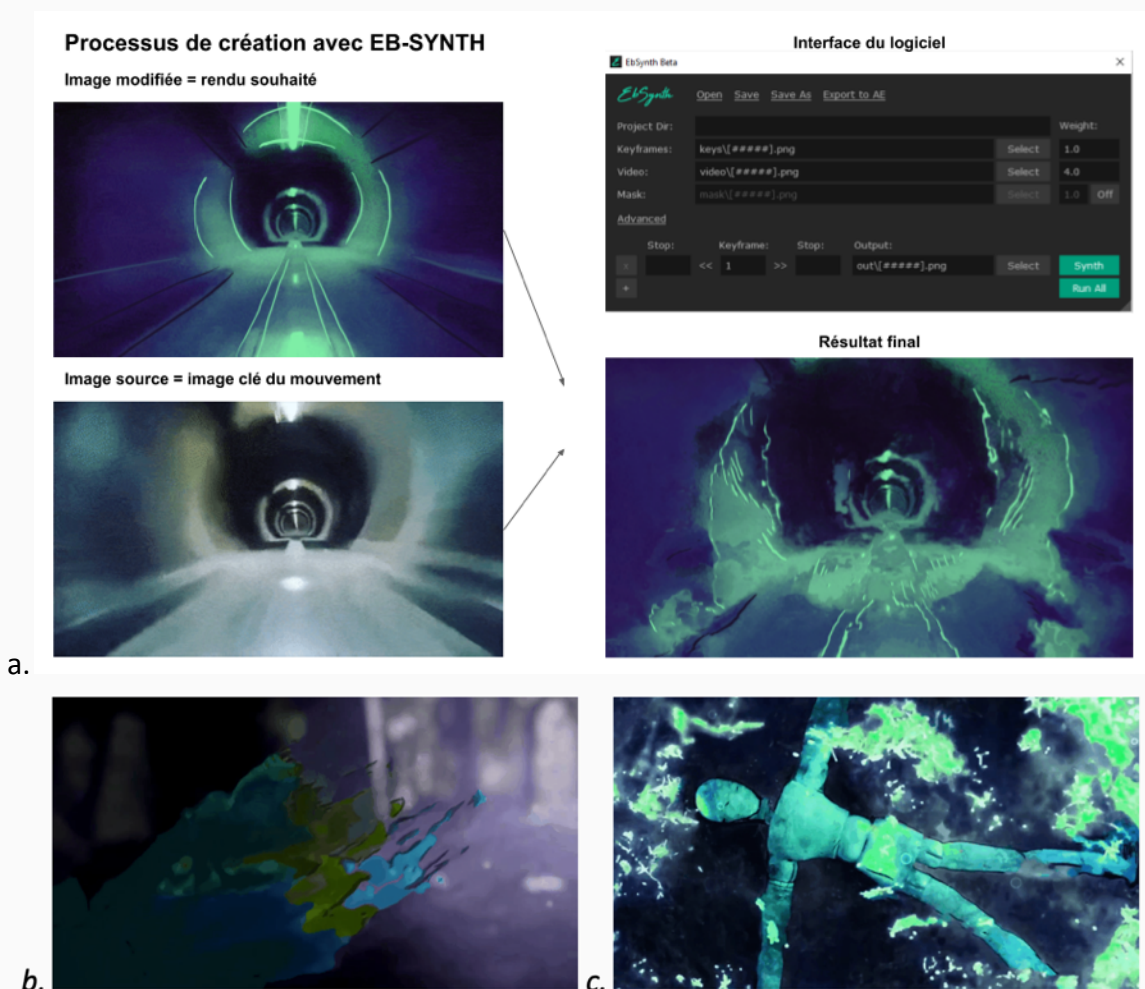 Processus de création avec EB-SYNTH
Image modifiée = rendu souhaité
Image source = image clé du mouvement
Interface du logiciel
EbSynth Beta
EbSynth Open Save Save As Export to AE
Project Dir: Weight:
Keyframes: keys\[#####].png Select 1.0
Video: video\[#####].png Select 4.0
Mask: mask\[#####].png Select 1.0 Off
Advanced
Stop: Keyframe: Stop: Output:
- << 1 >> out\[#####].png Select Synth
+ Run All
Résultat final
a.
b.
c.